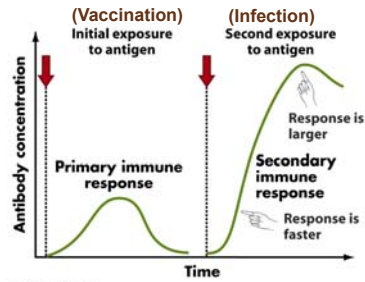 (Vaccination)
Initial exposure
to antigen
(Infection)
Second exposure
to antigen
Antibody concentration
Primary immune
response
Response is
larger
Secondary
immune
response
Response is
faster
Time